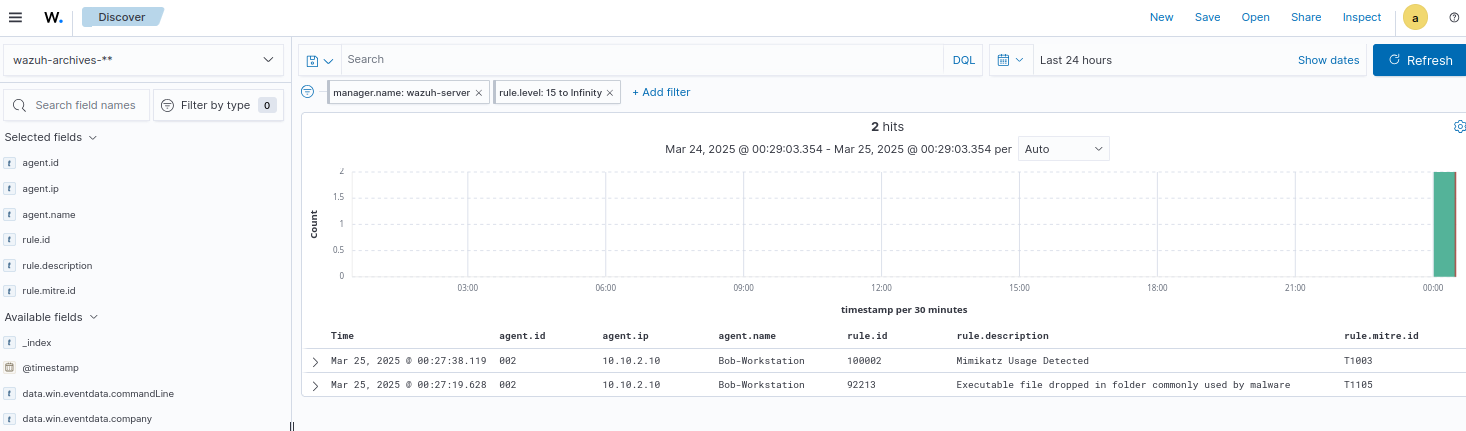 W. Discover New Save Open Share Inspect a
wazuh-archives-** Search DQL Last 24 hours Show dates Refresh
manager.name: wazuh-server × rule.level: 15 to Infinity × + Add filter
Search field names Filter by type 0
2 hits
Selected fields
Mar 24, 2025 @ 00:29:03.354 - Mar 25, 2025 @ 00:29:03.354 per Auto
t agent.id
t agent.ip
t agent.name
t rule.id
t rule.description
t rule.mitre.id
Count
2
1.5
1
0.5
0
03:00 06:00 09:00 12:00 15:00 18:00 21:00 00:00
timestamp per 30 minutes
Available fields
t _index
@timestamp
t data.win.eventdata.commandLine
t data.win.eventdata.company
Time agent.id agent.ip agent.name rule.id rule.description rule.mitre.id
Mar 25, 2025 @ 00:27:38.119 002 10.10.2.10 Bob-Workstation 100002 Mimikatz Usage Detected T1003
Mar 25, 2025 @ 00:27:19.628 002 10.10.2.10 Bob-Workstation 92213 Executable file dropped in folder commonly used by malware T1105